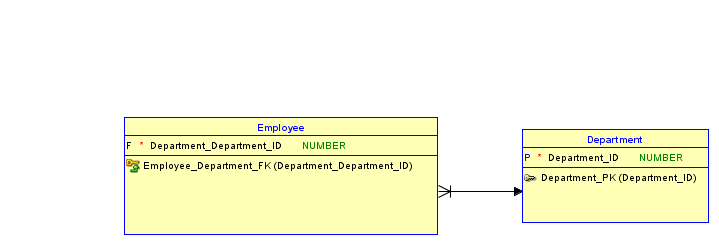 Employee
F * Department_Department_ID NUMBER
Employee_Department_FK (Department_Department_ID)
Department
P * Department_ID NUMBER
Department_PK (Department_ID)